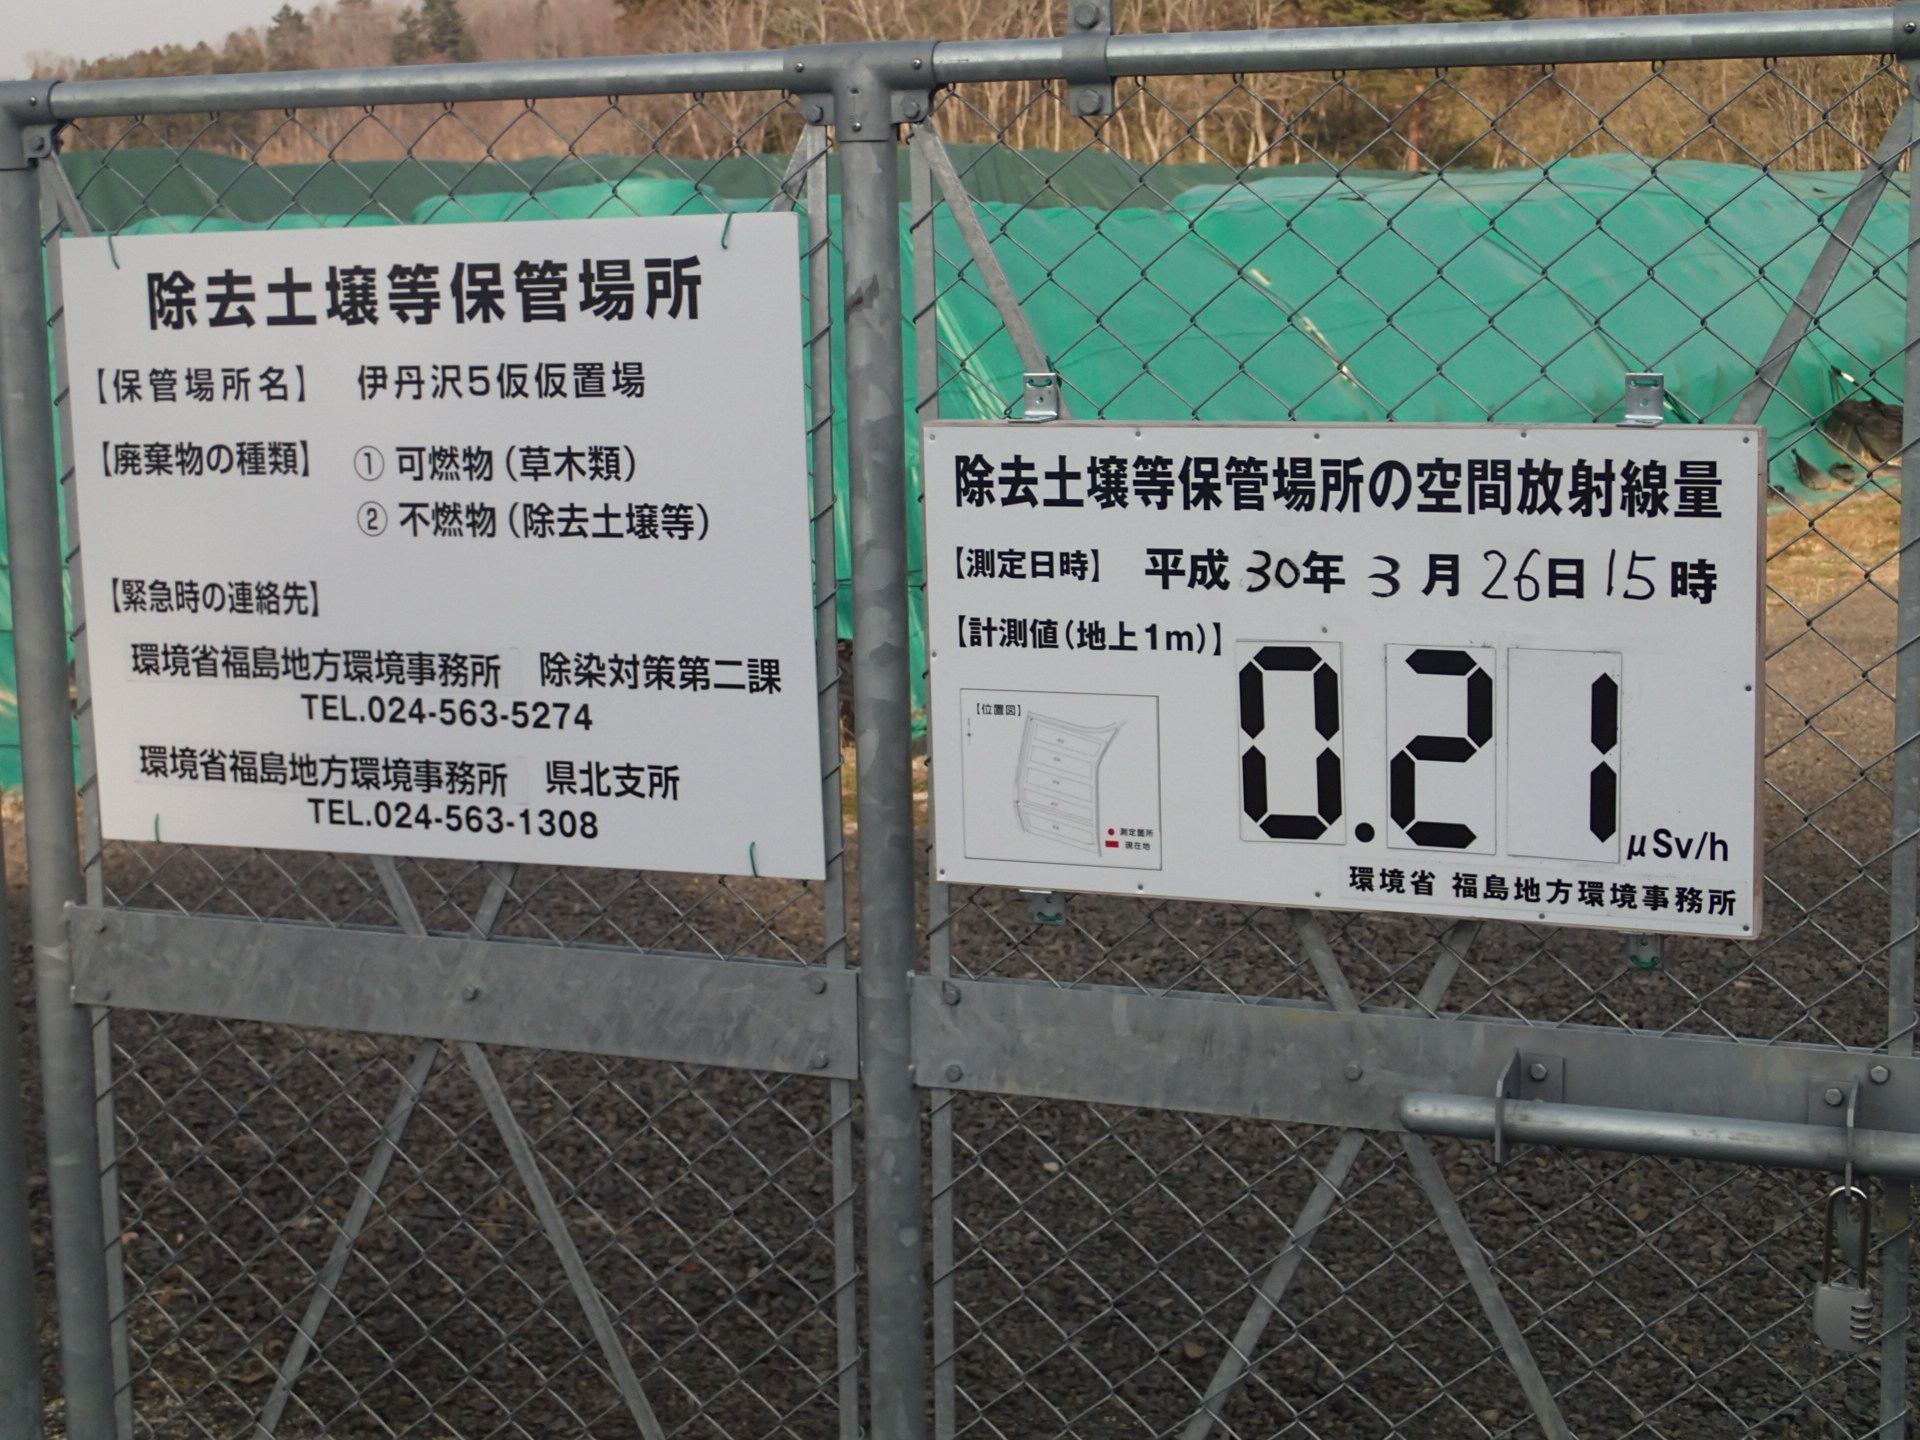 除去土壌等保管場所
【保管場所名】 伊丹沢5仮仮置場
【廃棄物の種類】 ① 可燃物(草木類)
② 不燃物(除去土壌等)
【緊急時の連絡先】
環境省福島地方環境事務所 除染対策第二課
TEL.024-563-5274
環境省福島地方環境事務所 県北支所
TEL.024-563-1308
除去土壌等保管場所の空間放射線量
【測定日時】 平成30年3月26日15時
【計測値(地上1m)】
0.21 μSv/h
【位置図】
測定箇所
現在地
環境省 福島地方環境事務所